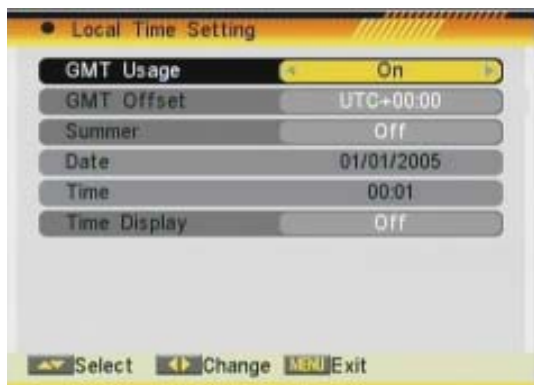 Local Time Setting
GMT Usage On
GMT Offset UTC+00:00
Summer Off
Date 01/01/2005
Time 00:01
Time Display Off
Select Change MENU Exit